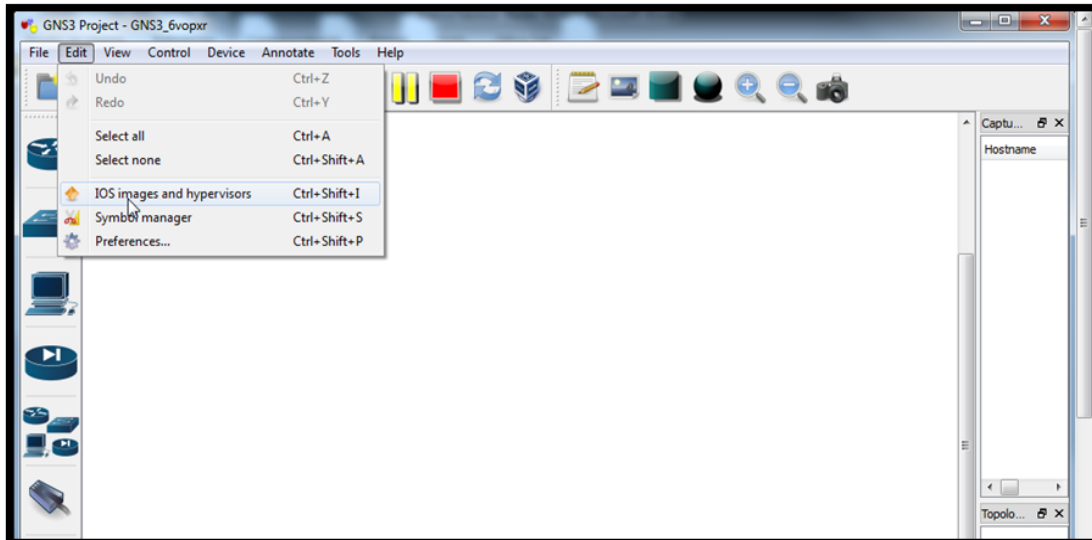 GNS3 Project - GNS3_6vopxr
File Edit View Control Device Annotate Tools Help
Undo Ctrl+Z
Redo Ctrl+Y
Select all Ctrl+A
Select none Ctrl+Shift+A
IOS images and hypervisors Ctrl+Shift+I
Symbol manager Ctrl+Shift+S
Preferences... Ctrl+Shift+P
Captu...
Hostname
Topolo...